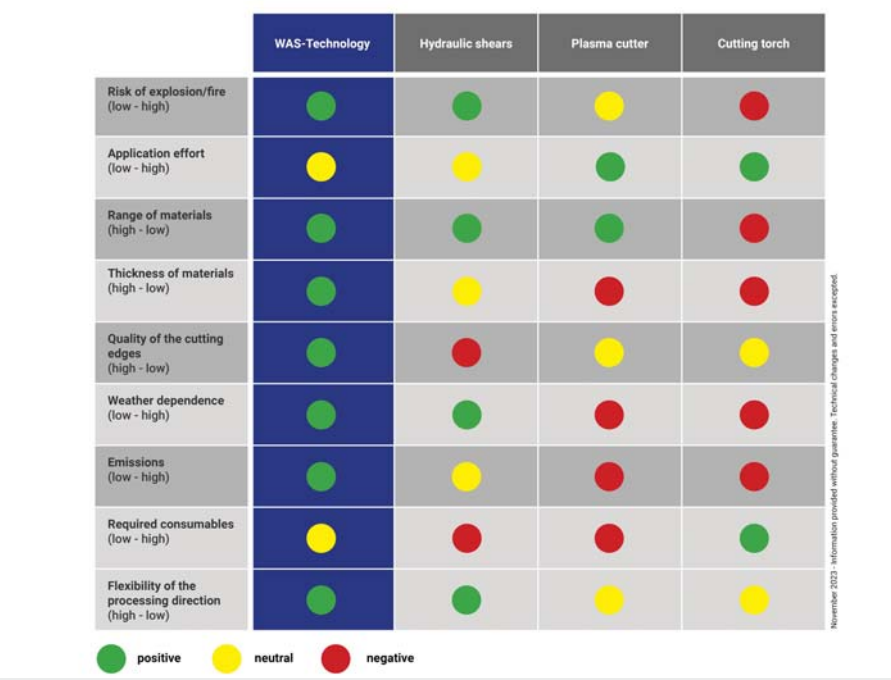 WAS-Technology
Hydraulic shears
Plasma cutter
Cutting torch
Risk of explosion/fire
(low - high)
Application effort
(low - high)
Range of materials
(high - low)
Thickness of materials
(high - low)
Quality of the cutting
edges
(high - low)
Weather dependence
(low - high)
Emissions
(low - high)
Required consumables
(low - high)
Flexibility of the
processing direction
(high - low)
positive
neutral
negative
November 2023 - Information provided without guarantee. Technical changes and errors excepted.